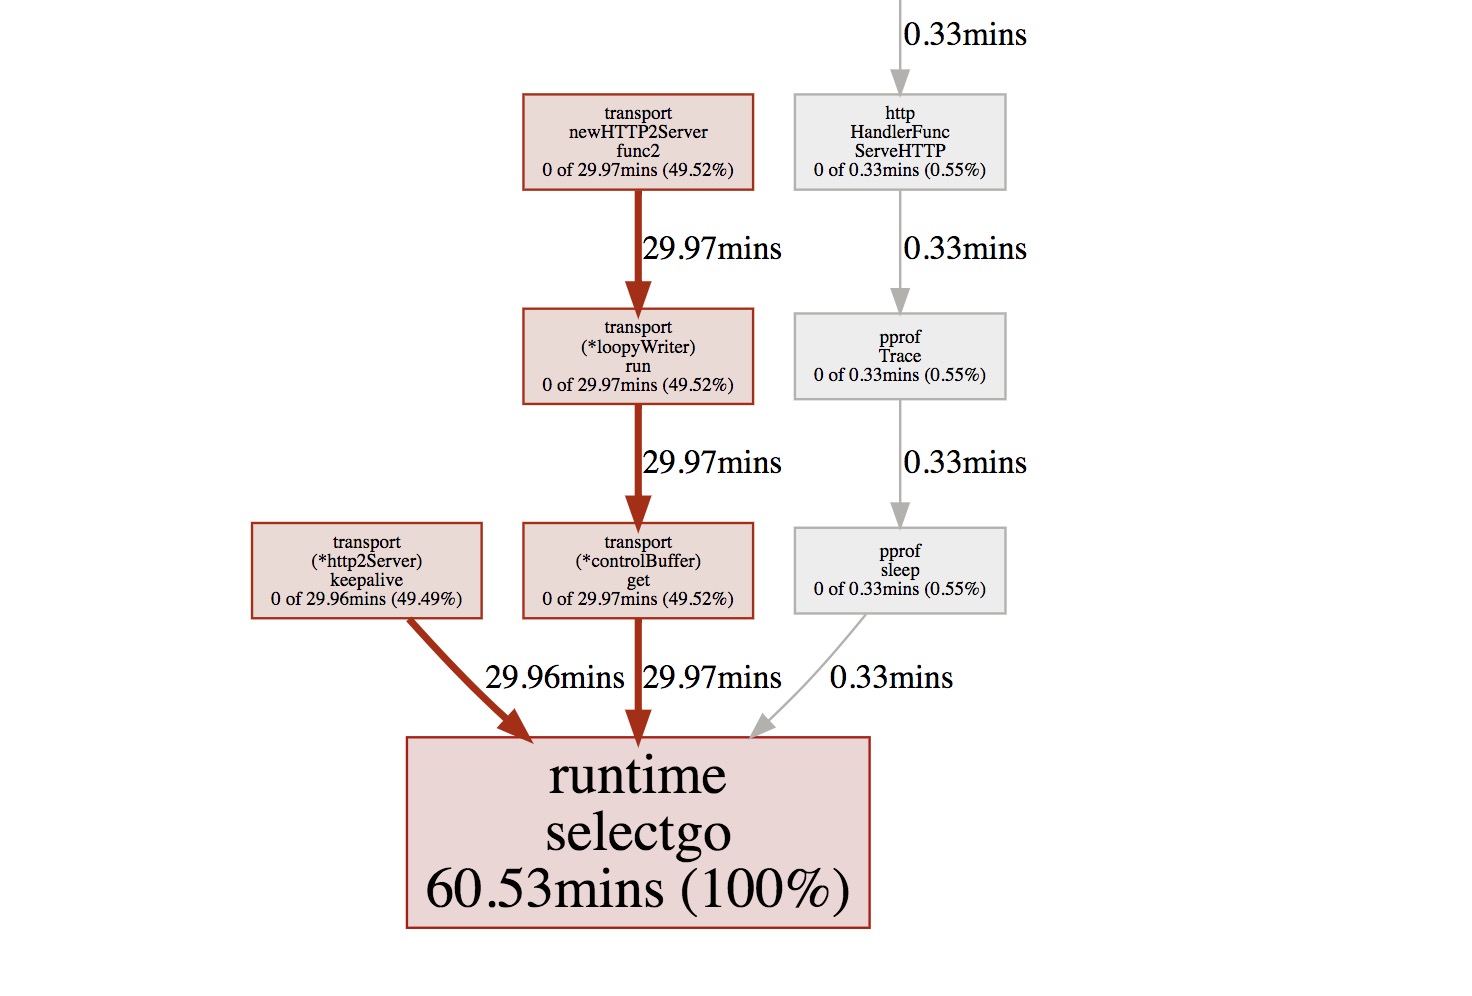 0.33mins
transport
newHTTP2Server
func2
0 of 29.97mins (49.52%)
http
HandlerFunc
ServeHTTP
0 of 0.33mins (0.55%)
29.97mins
0.33mins
transport
(*loopyWriter)
run
0 of 29.97mins (49.52%)
pprof
Trace
0 of 0.33mins (0.55%)
29.97mins
0.33mins
transport
(*http2Server)
keepalive
0 of 29.96mins (49.49%)
transport
(*controlBuffer)
get
0 of 29.97mins (49.52%)
pprof
sleep
0 of 0.33mins (0.55%)
29.96mins
29.97mins
0.33mins
runtime
selectgo
60.53mins (100%)